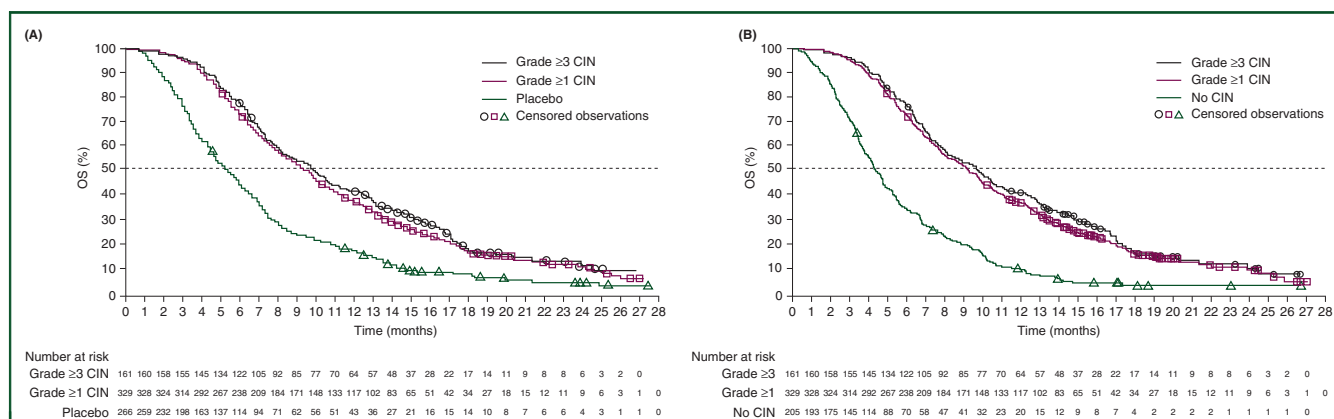 (A)
100
90
80
70
60
50
40
30
20
10
0
OS (%)
Grade ≥3 CIN
Grade ≥1 CIN
Placebo
Censored observations
0 1 2 3 4 5 6 7 8 9 10 11 12 13 14 15 16 17 18 19 20 21 22 23 24 25 26 27 28
Time (months)
Number at risk
Grade ≥3 CIN 161 160 158 155 145 134 122 105 92 85 77 70 64 57 48 37 28 22 17 14 11 9 8 8 6 3 2 0
Grade ≥1 CIN 329 328 324 314 292 267 238 209 184 171 148 133 117 102 83 65 51 42 34 27 18 15 12 11 9 6 3 1 0
Placebo 266 259 232 198 163 137 114 94 71 62 56 51 43 36 27 21 16 15 14 10 8 7 6 6 4 3 1 1 0
(B)
100
90
80
70
60
50
40
30
20
10
0
OS (%)
Grade ≥3 CIN
Grade ≥1 CIN
No CIN
Censored observations
0 1 2 3 4 5 6 7 8 9 10 11 12 13 14 15 16 17 18 19 20 21 22 23 24 25 26 27 28
Time (months)
Number at risk
Grade ≥3 161 160 158 155 145 134 122 105 92 85 77 70 64 57 48 37 28 22 17 14 11 9 8 8 6 3 2 0
Grade ≥1 329 328 324 314 292 267 238 209 184 171 148 133 117 102 83 65 51 42 34 27 18 15 12 11 9 6 3 1 0
No CIN 205 193 175 145 114 88 70 58 47 41 32 23 20 15 12 9 8 7 4 2 2 2 2 1 1 1 1 0